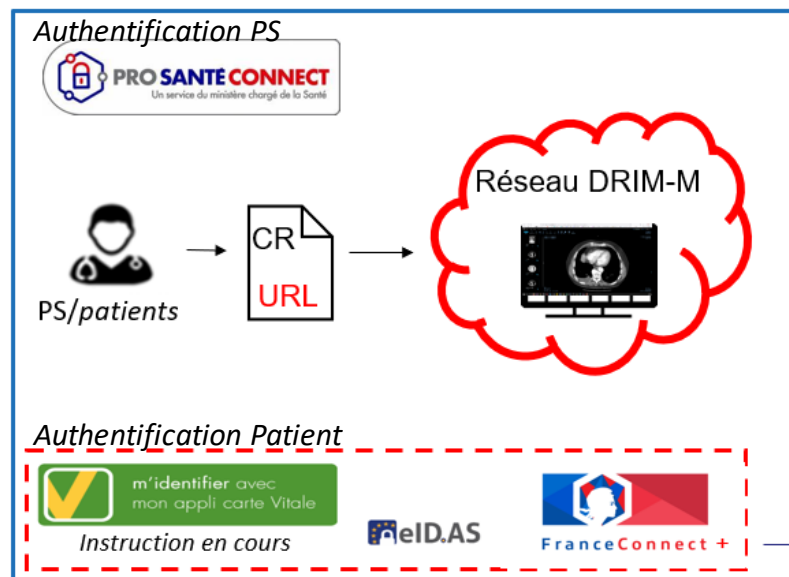 Authentification PS
PRO SANTÉ CONNECT
Un service du ministère chargé de la Santé
Réseau DRIM-M
CR
URL
PS/patients
Authentification Patient
m'identifier avec
mon appli carte Vitale
Instruction en cours
eID.AS
FranceConnect +